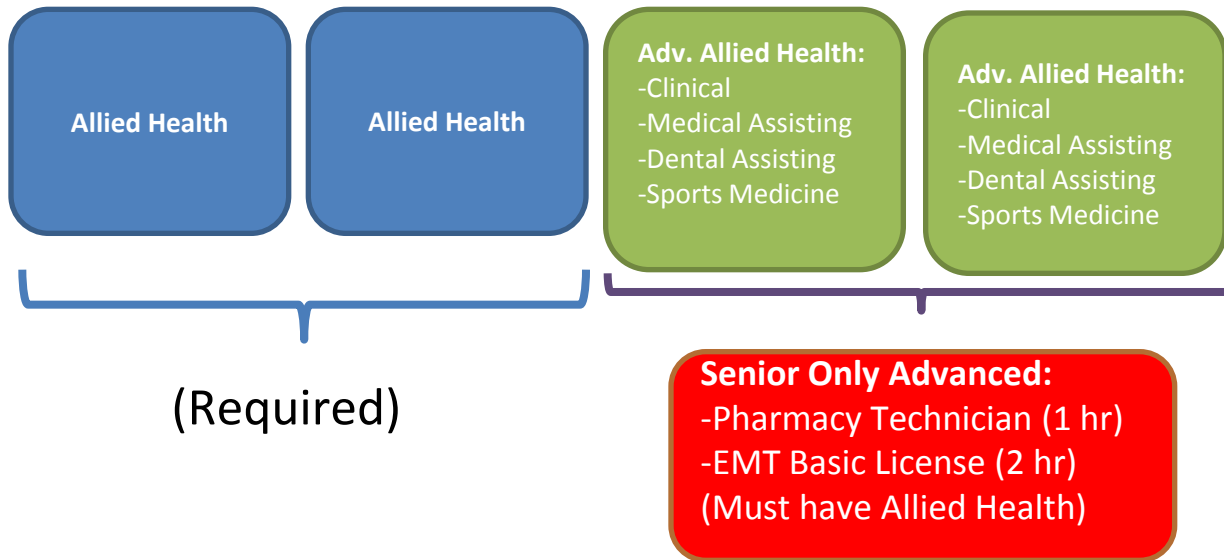 Allied Health
Allied Health
Adv. Allied Health:
-Clinical
-Medical Assisting
-Dental Assisting
-Sports Medicine
Adv. Allied Health:
-Clinical
-Medical Assisting
-Dental Assisting
-Sports Medicine
(Required)
Senior Only Advanced:
-Pharmacy Technician (1 hr)
-EMT Basic License (2 hr)
(Must have Allied Health)